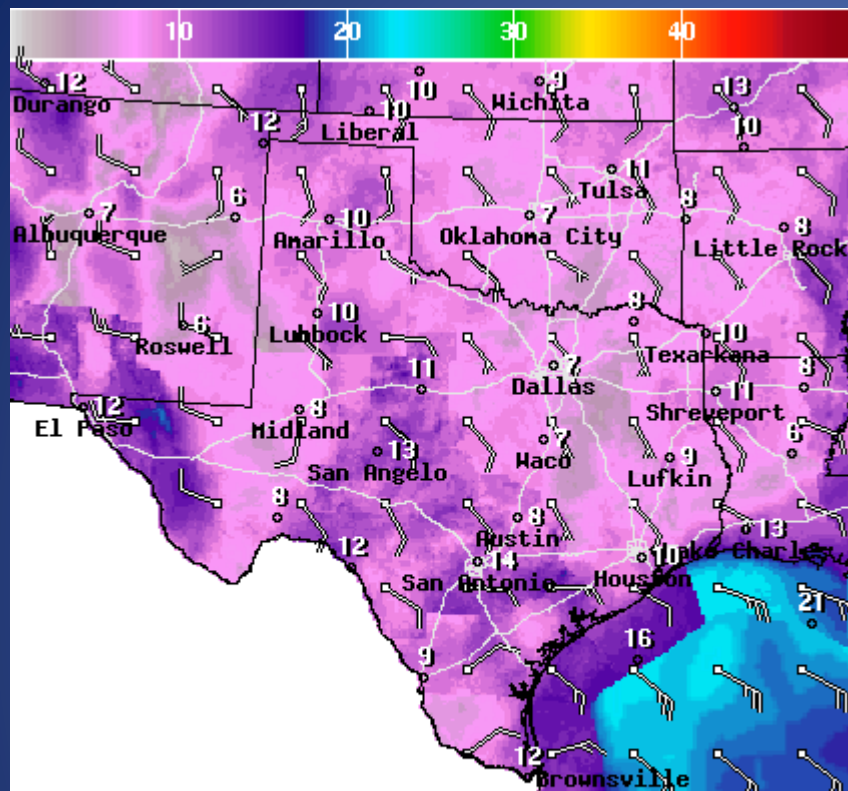 10 20 30 40
12 10 9 13
Durango Wichita
10
Liberal
12 10
11
Tulsa
7 6 10 7 8 8
Albuquerque Amarillo Oklahoma City Little Rock
10 8
6 10
Roswell Lubbock Texarkana
7
11 Dallas 11 8
12 8 Shreveport
El Paso Midland
13 7 9 6
San Angelo Waco Lufkin
8 8 13
Austin
12 14 10 Lake Charles
San Antonio Houston
21
9 16
12
Brownsville